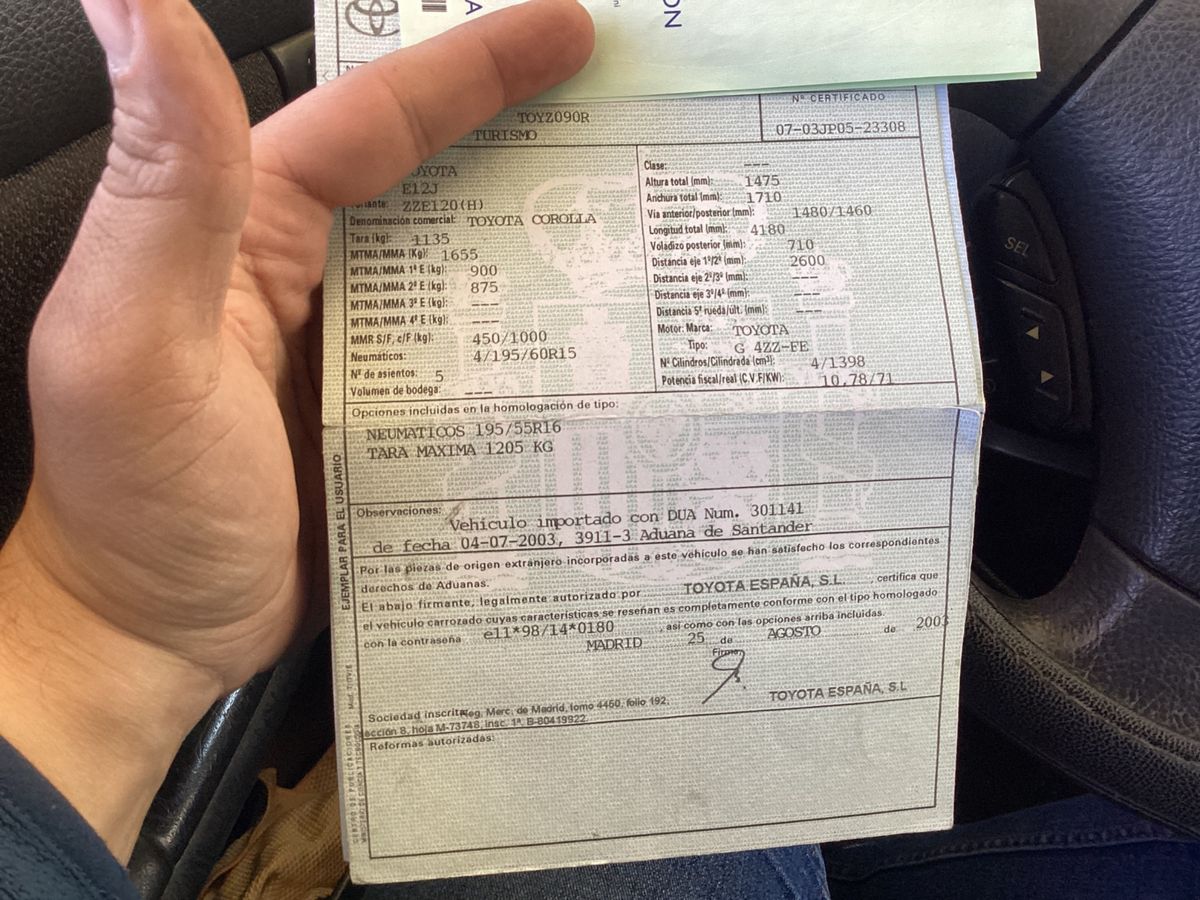 Nº CERTIFICADO
TOYZ090R
TURISMO
07-03JP05-23308
OYOTA
E12J
iante: ZZE120(H)
Denominación comercial: TOYOTA COROLLA
Tara (kg): 1135
MTMA/MMA (Kg): 1655
MTMA/MMA 1º E (kg): 900
MTMA/MMA 2º E (kg): 875
MTMA/MMA 3º E (kg): ---
MTMA/MMA 4º E (kg): ---
MMR S/F, c/F (kg): 450/1000
Neumáticos: 4/195/60R15
Nº de asientos: 5
Volumen de bodega: ---
Clase: ---
Altura total (mm): 1475
Anchura total (mm): 1710
Vía anterior/posterior (mm): 1480/1460
Longitud total (mm): 4180
Voladizo posterior (mm): 710
Distancia eje 1º/2º (mm): 2600
Distancia eje 2º/3º (mm): ---
Distancia eje 3º/4º (mm): ---
Distancia 5ª rueda/últ. (mm): ---
Motor: Marca: TOYOTA
Tipo: G 4ZZ-FE
Nº Cilindros/Cilindrada (cm³): 4/1398
Potencia fiscal/real (C.V.F/KW): 10,78/71
Opciones incluidas en la homologación de tipo:
NEUMATICOS 195/55R16
TARA MAXIMA 1205 KG
EJEMPLAR PARA EL USUARIO
Observaciones: Vehículo importado con DUA Num. 301141
de fecha 04-07-2003, 3911-3 Aduana de Santander
Por las piezas de origen extranjero incorporadas a este vehículo se han satisfecho los correspondientes
derechos de Aduanas.
El abajo firmante, legalmente autorizado por TOYOTA ESPAÑA, S.L. , certifica que
el vehículo carrozado cuyas características se reseñan es completamente conforme con el tipo homologado
con la contraseña e11*98/14*0180 , así como con las opciones arriba incluidas.
MADRID 25 de AGOSTO de 2003
Firma,
TOYOTA ESPAÑA, S.L
Sociedad inscrita Reg. Merc. de Madrid, tomo 4450, folio 192,
sección 8, hoja M-73748, insc. 1ª. B-80419922
Reformas autorizadas:
SEL